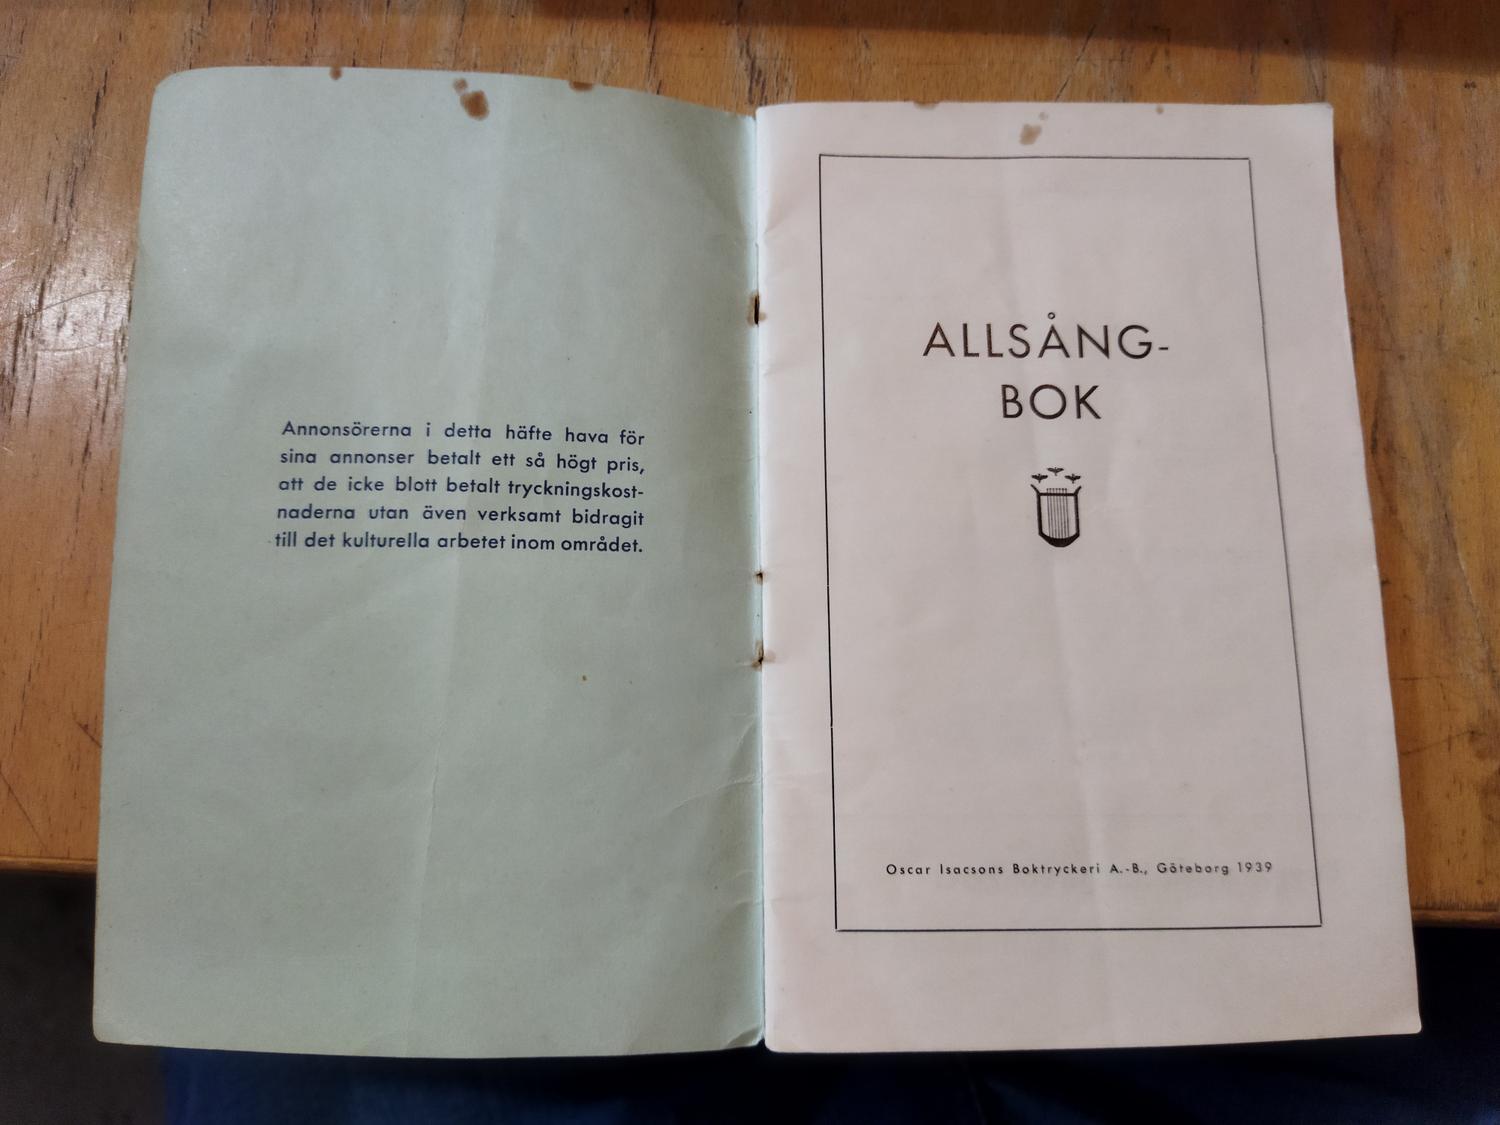 Annonsörerna i detta häfte hava för
sina annonser betalt ett så högt pris,
att de icke blott betalt tryckningskost-
naderna utan även verksamt bidragit
till det kulturella arbetet inom området.
ALLSÅNG-
BOK
Oscar Isacsons Boktryckeri A.-B., Göteborg 1939